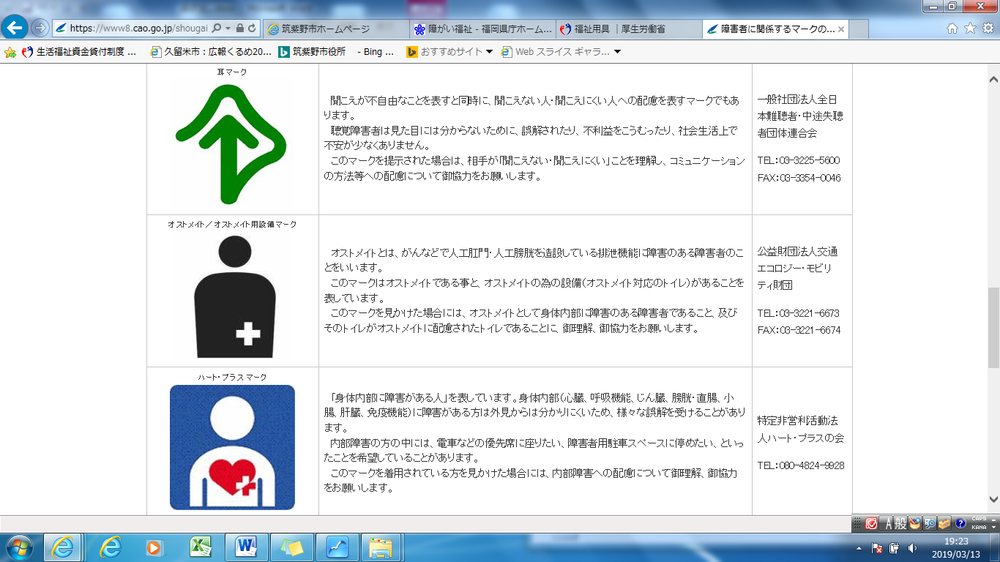 https://www8.cao.go.jp/shougai
筑紫野市ホームページ
障がい福祉 - 福岡県庁ホーム...
福祉用具 | 厚生労働省
障害者に関係するマークの...
生活福祉資金貸付制度 ...
久留米市：広報くるめ20...
筑紫野市役所 - Bing ...
おすすめサイト
Web スライス ギャラ...
耳マーク
聞こえが不自由なことを表すと同時に、聞こえない人・聞こえにくい人への配慮を表すマークでもあ
ります。
聴覚障害者は見た目には分からないために、誤解されたり、不利益をこうむったり、社会生活上で
不安が少なくありません。
このマークを提示された場合は、相手が「聞こえない・聞こえにくい」ことを理解し、コミュニケーション
の方法等への配慮について御協力をお願いします。
一般社団法人全日
本難聴者・中途失聴
者団体連合会
TEL：03-3225-5600
FAX：03-3354-0046
オストメイト／オストメイト用設備マーク
オストメイトとは、がんなどで人工肛門・人工膀胱を造設している排泄機能に障害のある障害者のこ
とをいいます。
このマークはオストメイトである事と、オストメイトの為の設備（オストメイト対応のトイレ）があることを
表しています。
このマークを見かけた場合には、オストメイトとして身体内部に障害のある障害者であること、及び
そのトイレがオストメイトに配慮されたトイレであることに、御理解、御協力をお願いします。
公益財団法人交通
エコロジー・モビリ
ティ財団
TEL：03-3221-6673
FAX：03-3221-6674
ハート・プラス マーク
「身体内部に障害がある人」を表しています。身体内部（心臓、呼吸機能、じん臓、膀胱・直腸、小
腸、肝臓、免疫機能）に障害がある方は外見からは分かりにくいため、様々な誤解を受けることがあり
ます。
内部障害の方の中には、電車などの優先席に座りたい、障害者用駐車スペースに停めたい、といっ
たことを希望していることがあります。
このマークを着用されている方を見かけた場合には、内部障害への配慮について御理解、御協力
をお願いします。
特定非営利活動法
人ハート・プラスの会
TEL：080-4824-9928
A 般
CAPS
KANA
19:23
2019/03/13